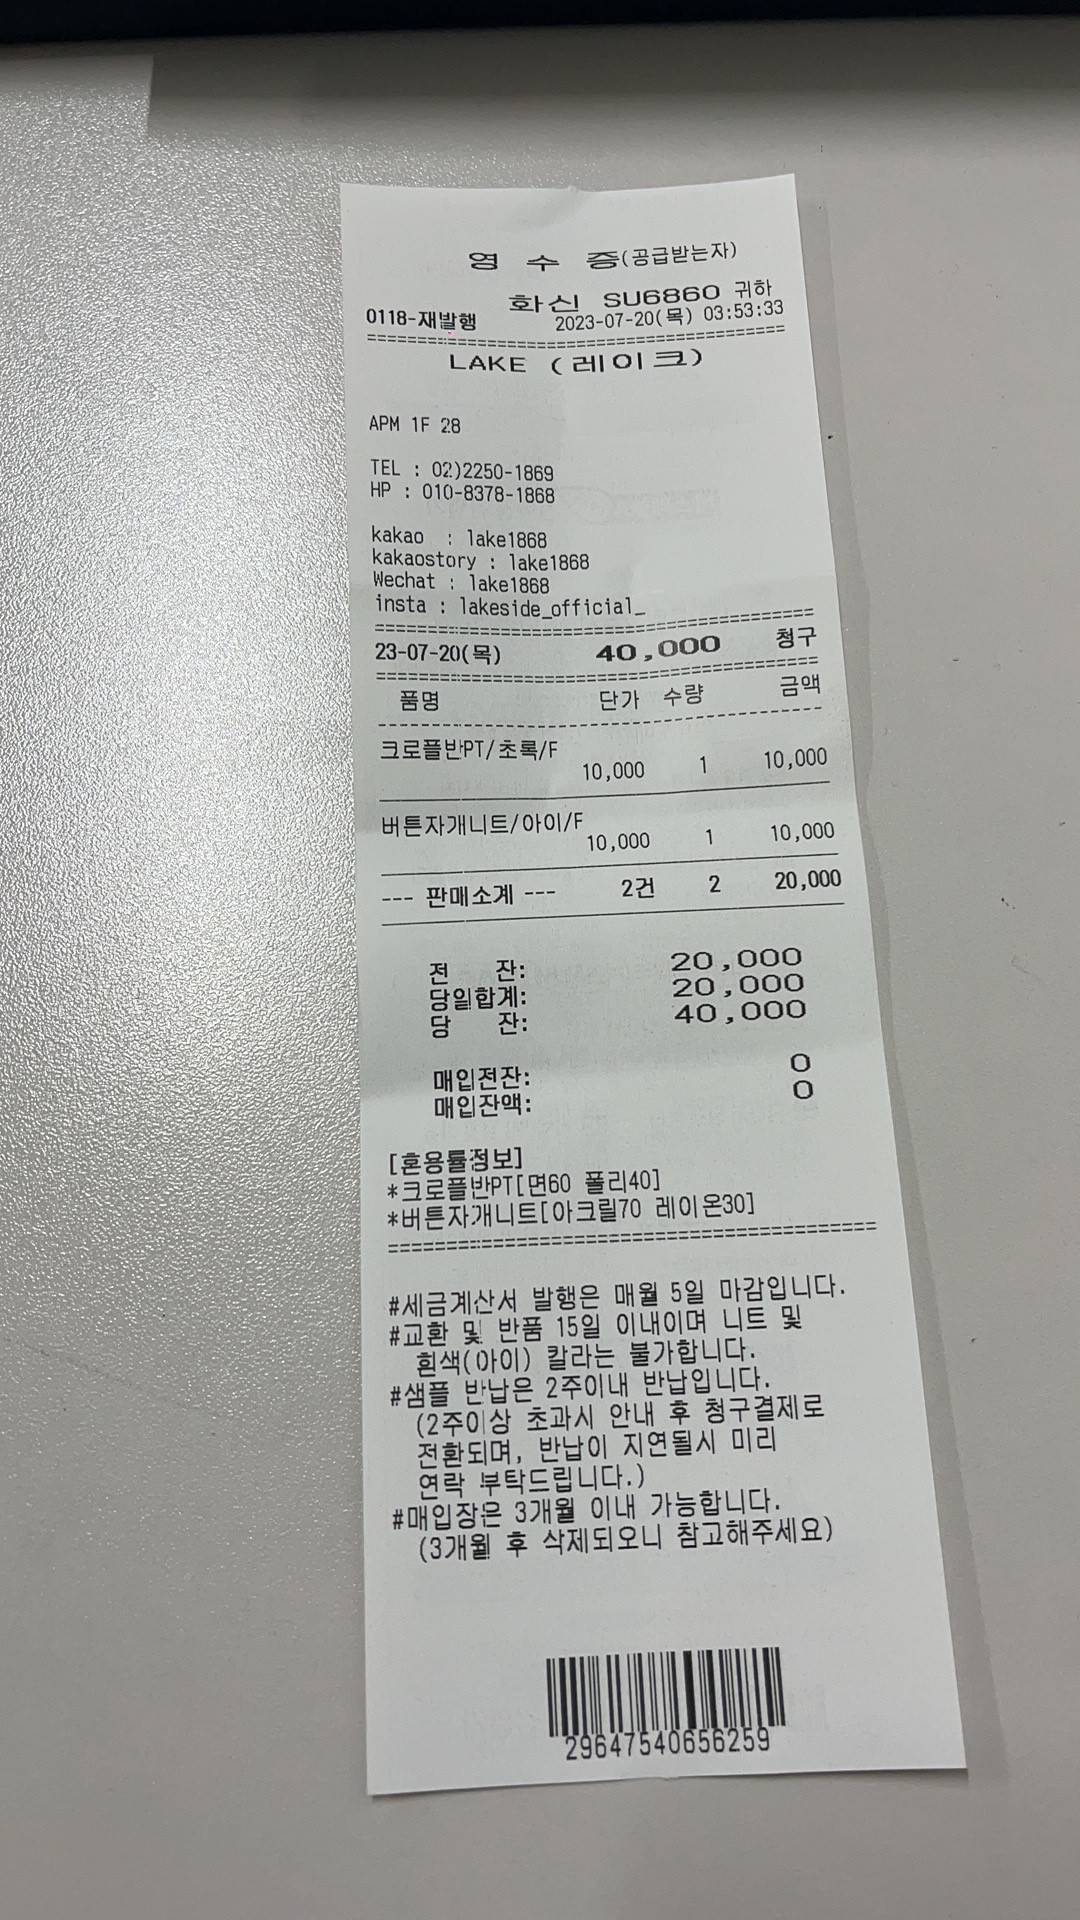 영 수 증(공급받는자)
화신 SU6860 귀하
0118-재발행 2023-07-20(목) 03:53:33
========================================
LAKE (레이크)
APM 1F 28
TEL : 02)2250-1869
HP : 010-8378-1868
kakao : lake1868
kakaostory : lake1868
Wechat : lake1868
insta : lakeside_official_
========================================
23-07-20(목) 40,000 청구
========================================
품명 단가 수량 금액
----------------------------------------
크로플반PT/초록/F
10,000 1 10,000
버튼자개니트/아이/F
10,000 1 10,000
--- 판매소계 --- 2건 2 20,000
전 잔: 20,000
당일합계: 20,000
당 잔: 40,000
매입전잔: 0
매입잔액: 0
[혼용률정보]
*크로플반PT[면60 폴리40]
*버튼자개니트[아크릴70 레이온30]
========================================
#세금계산서 발행은 매월 5일 마감입니다.
#교환 및 반품 15일 이내이며 니트 및
흰색(아이) 칼라는 불가합니다.
#샘플 반납은 2주이내 반납입니다.
(2주이상 초과시 안내 후 청구결제로
전환되며, 반납이 지연될시 미리
연락 부탁드립니다.)
#매입장은 3개월 이내 가능합니다.
(3개월 후 삭제되오니 참고해주세요)
29647540656259